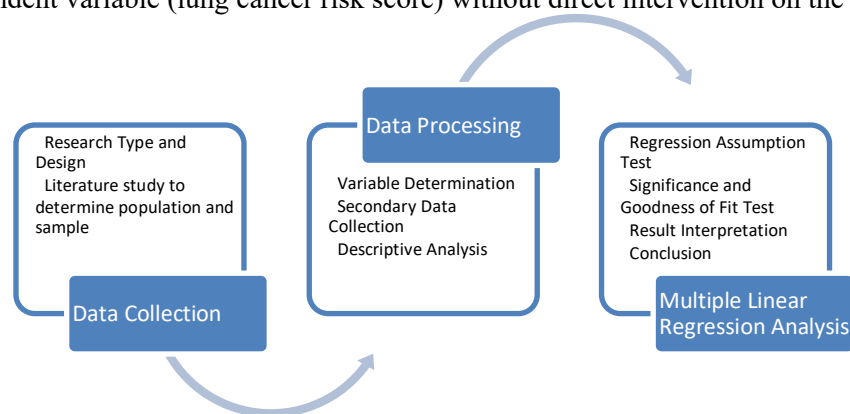 dent variable (lung cancer risk score) without direct intervention on the
Research Type and
Design
Literature study to
determine population and
sample
Data Collection
Data Processing
Variable Determination
Secondary Data
Collection
Descriptive Analysis
Regression Assumption
Test
Significance and
Goodness of Fit Test
Result Interpretation
Conclusion
Multiple Linear
Regression Analysis